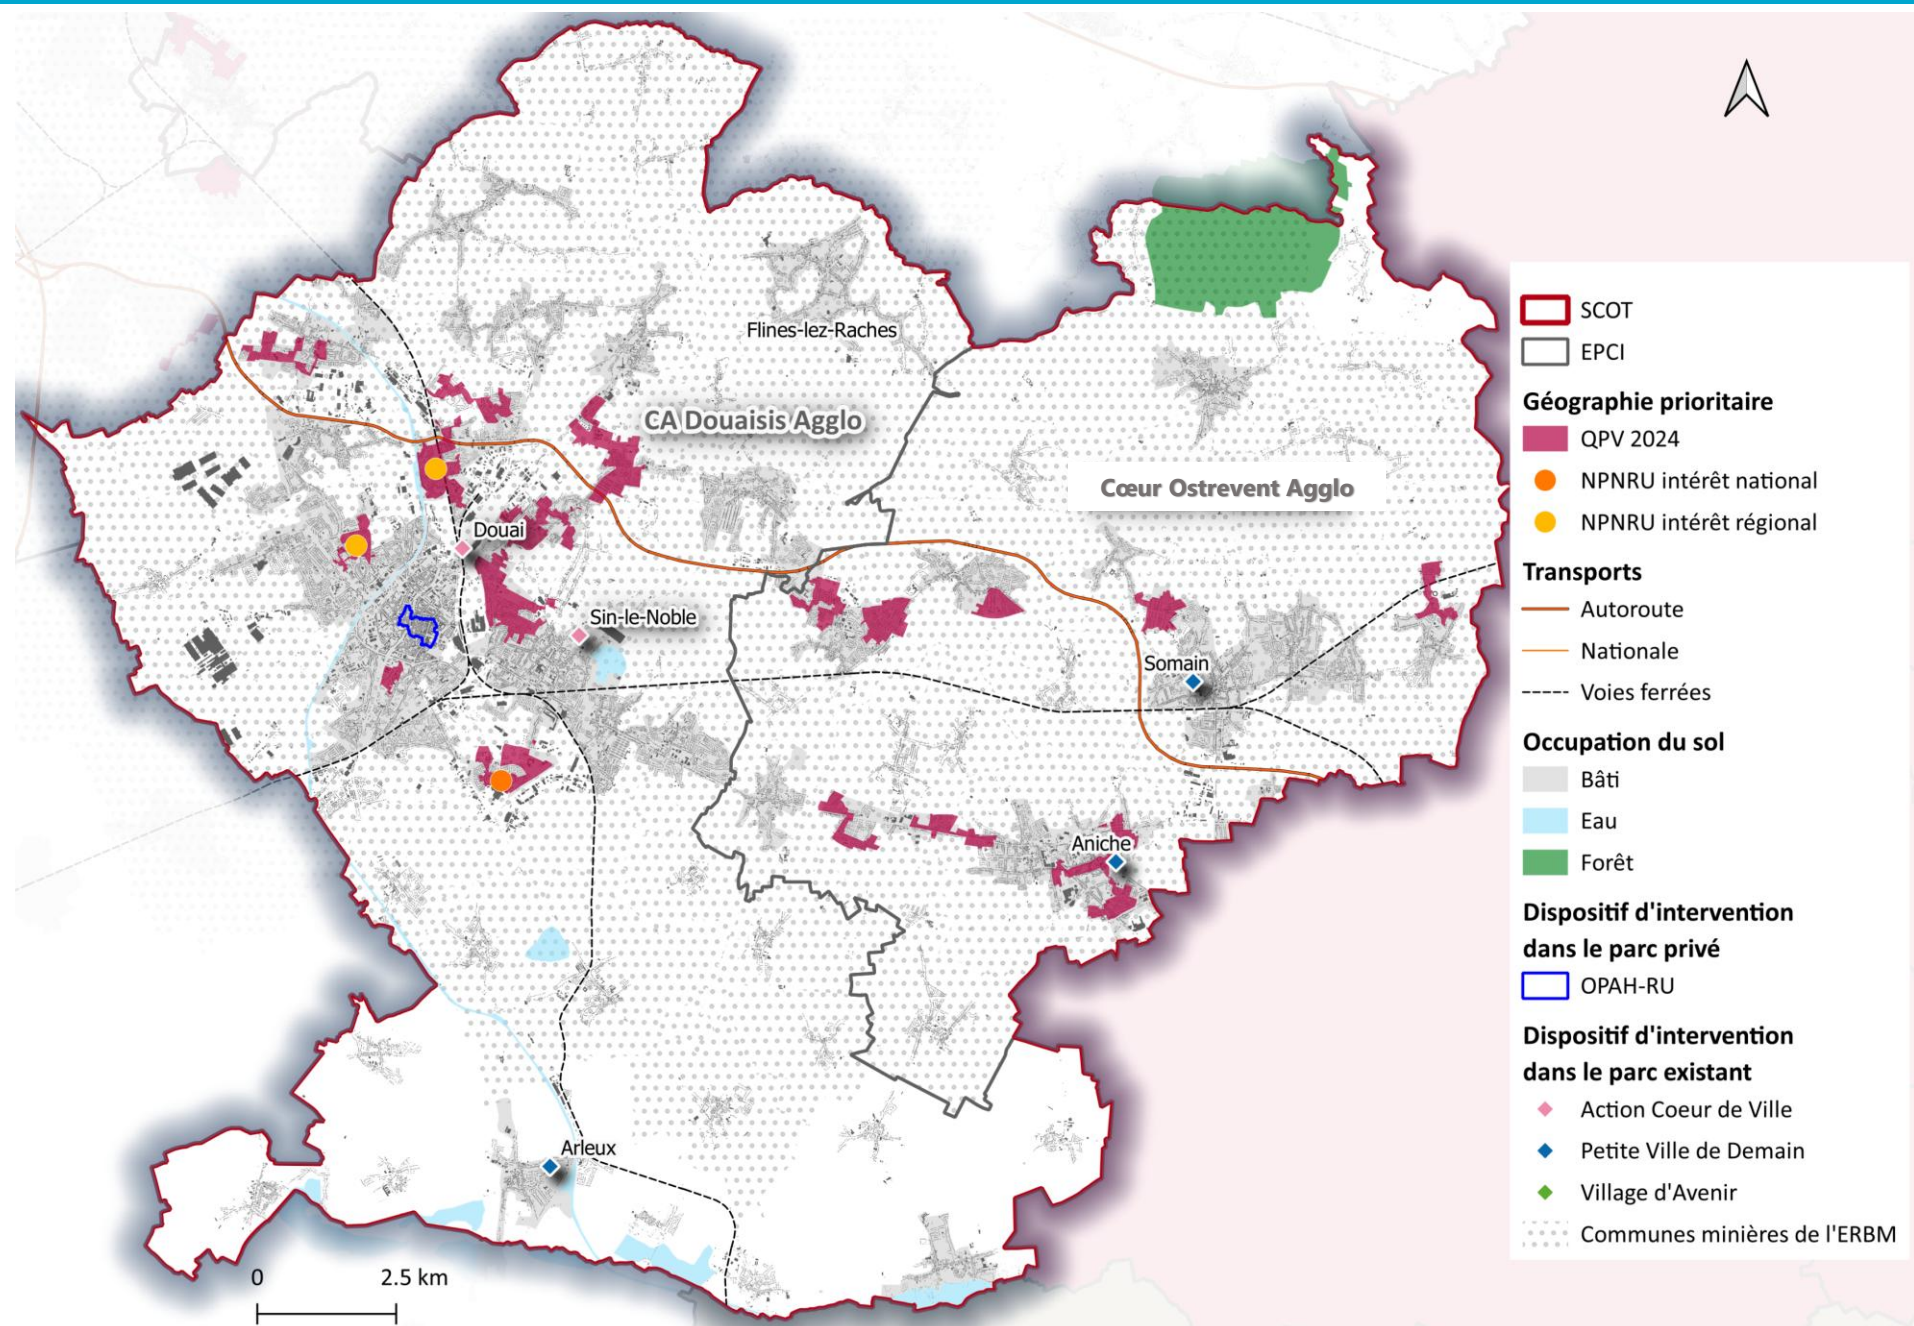 Flines-lez-Raches
CA Douaisis Agglo
Cœur Ostrevent Agglo
Douai
Sin-le-Noble
Somain
Aniche
Arleux
0
2.5 km
SCOT
EPCI
Géographie prioritaire
QPV 2024
NPNRU intérêt national
NPNRU intérêt régional
Transports
Autoroute
Nationale
Voies ferrées
Occupation du sol
Bâti
Eau
Forêt
Dispositif d'intervention
dans le parc privé
OPAH-RU
Dispositif d'intervention
dans le parc existant
Action Coeur de Ville
Petite Ville de Demain
Village d'Avenir
Communes minières de l'ERBM